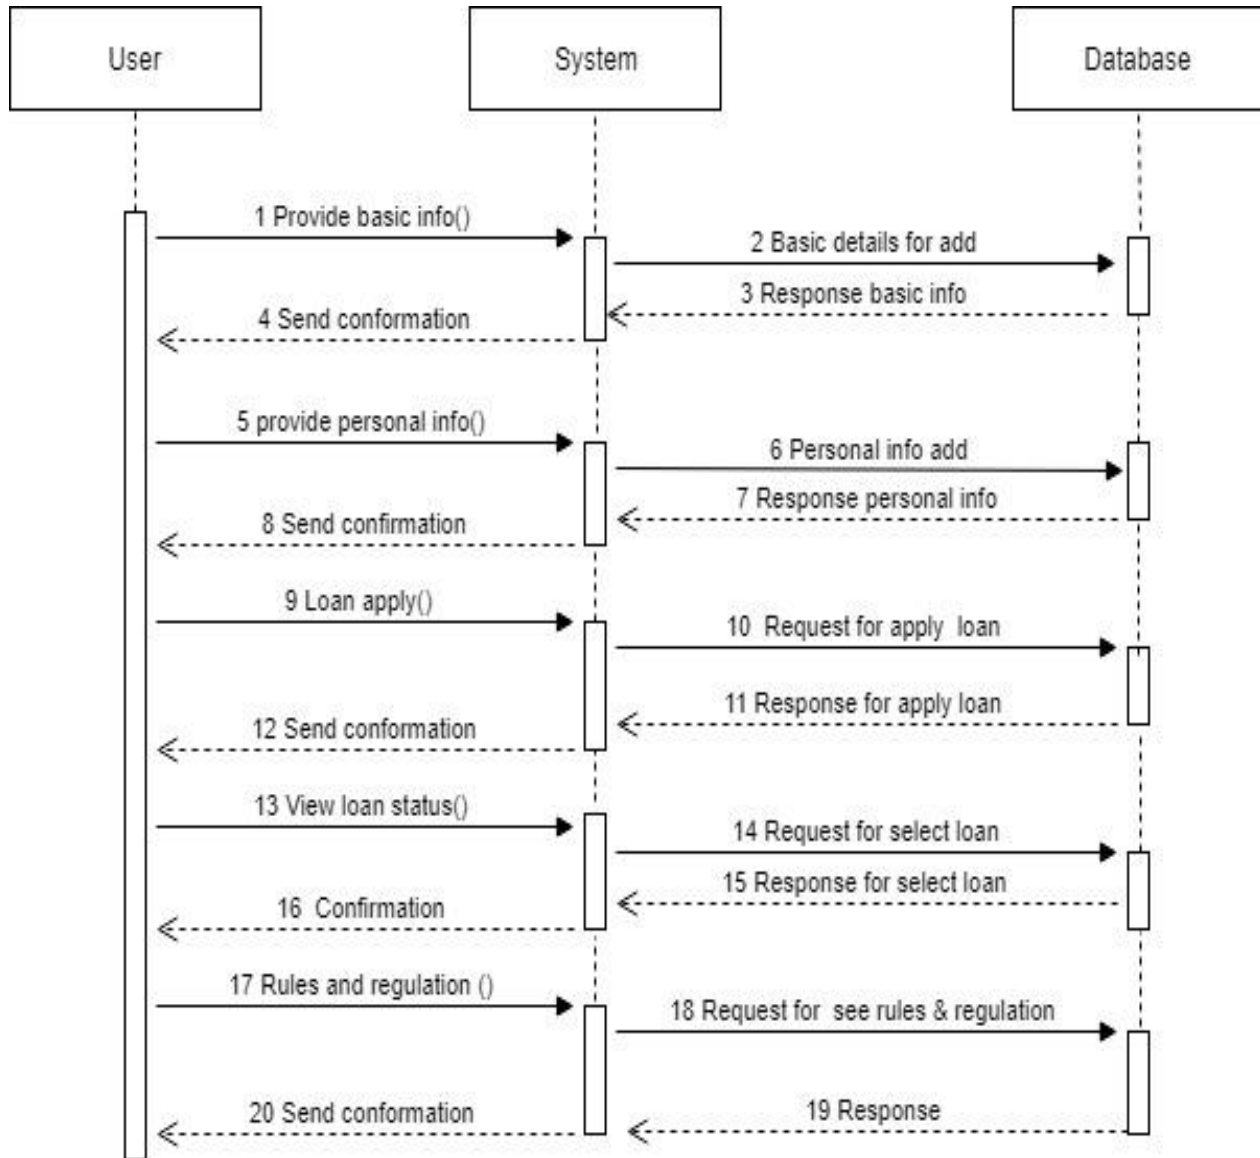 User
System
Database
1 Provide basic info()
2 Basic details for add
3 Response basic info
4 Send conformation
5 provide personal info()
6 Personal info add
7 Response personal info
8 Send confirmation
9 Loan apply()
10 Request for apply loan
11 Response for apply loan
12 Send conformation
13 View loan status()
14 Request for select loan
15 Response for select loan
16 Confirmation
17 Rules and regulation ()
18 Request for see rules & regulation
19 Response
20 Send conformation